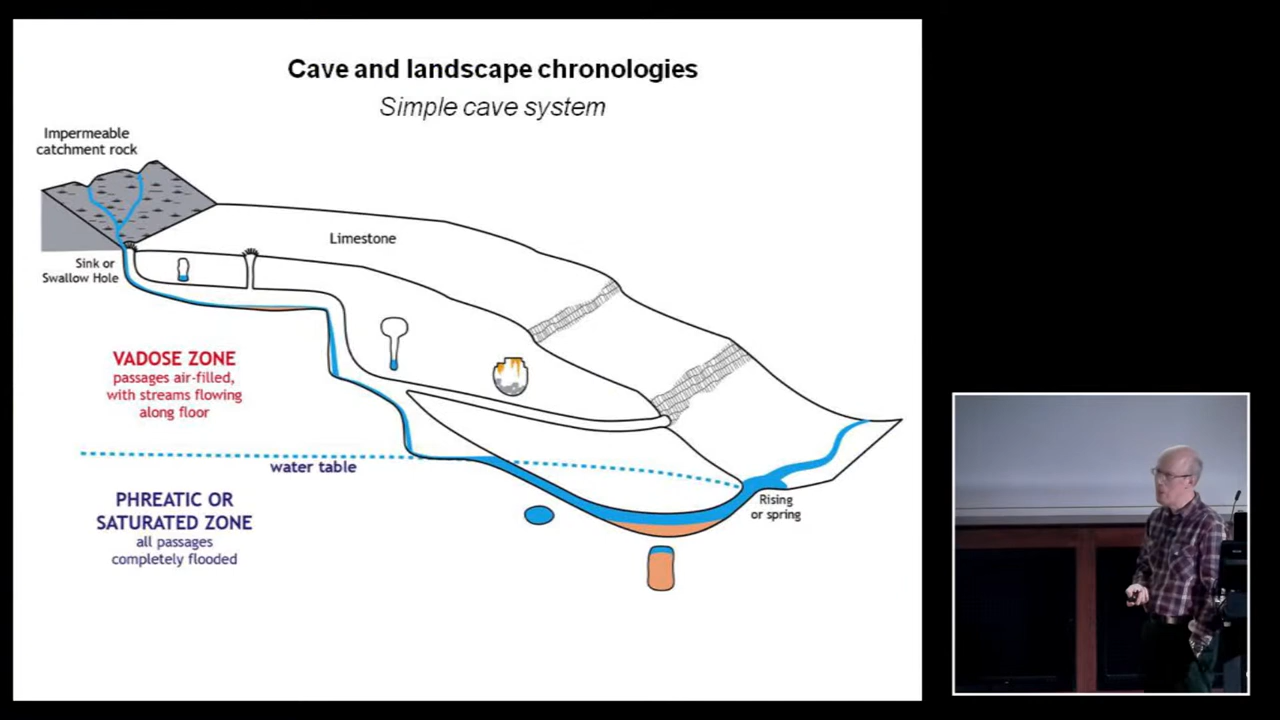 Cave and landscape chronologies
Simple cave system
Impermeable
catchment rock
Limestone
Sink or
Swallow Hole
VADOSE ZONE
passages air-filled,
with streams flowing
along floor
water table
PHREATIC OR
SATURATED ZONE
all passages
completely flooded
Rising
or spring